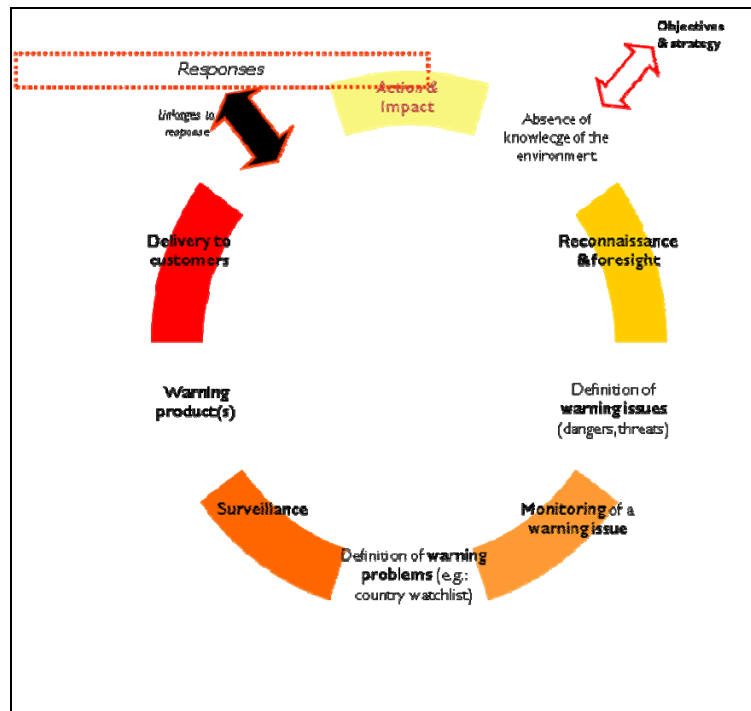 Objectives
& strategy
Responses
Action &
Impact
Linkages to
response
Absence of
knowlecge of the
environment
Delivery to
customers
Reconnaissance
& foresight
Warning
product(s)
Definition of
warning issues
(dangers, threats)
Surveillance
Monitoring of a
warning issue
Definition of warning
problems (e.g.:
country watchlist)